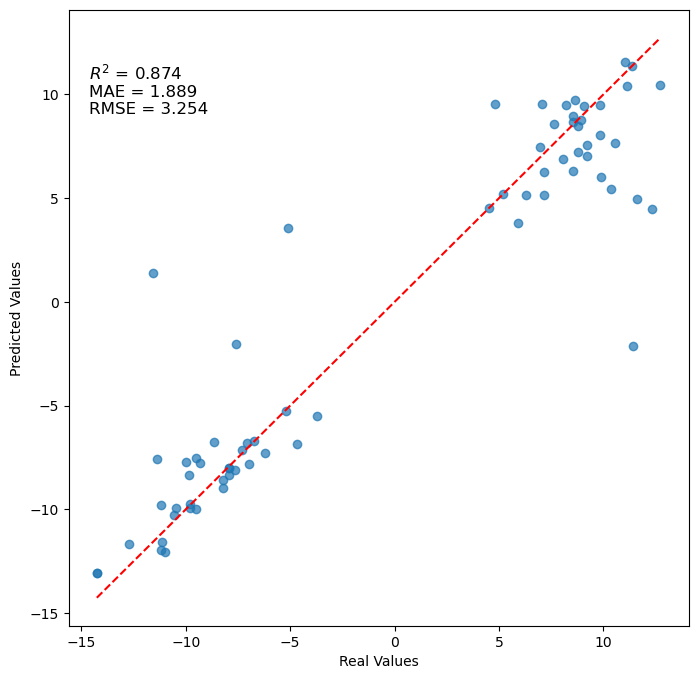 R² = 0.874
MAE = 1.889
RMSE = 3.254
10
5
0
−5
−10
−15
Predicted Values
−15
−10
−5
0
5
10
Real Values